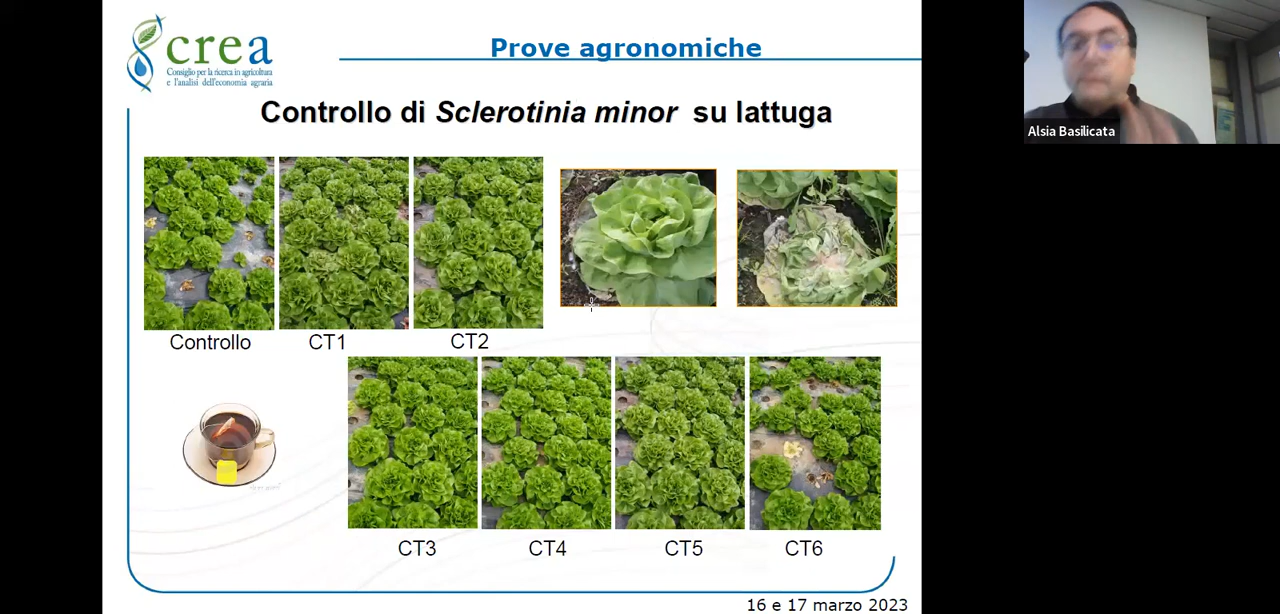 crea
Consiglio per la ricerca in agricoltura
e l'analisi dell'economia agraria
Prove agronomiche
Controllo di Sclerotinia minor su lattuga
Alsia Basilicata
Controllo CT1 CT2
CT3 CT4 CT5 CT6
16 e 17 marzo 2023